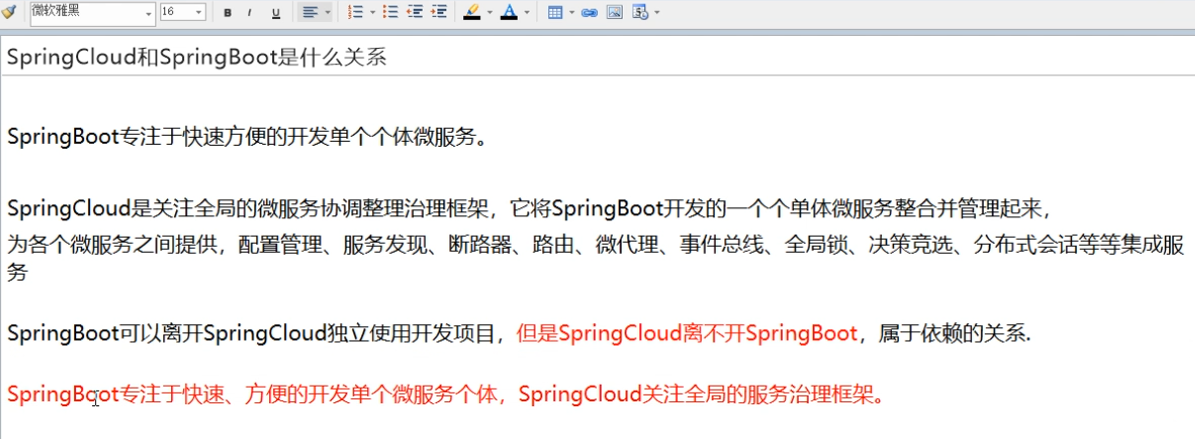 微软雅黑 16 B I U
SpringCloud和SpringBoot是什么关系
SpringBoot专注于快速方便的开发单个个体微服务。
SpringCloud是关注全局的微服务协调整理治理框架，它将SpringBoot开发的一个个单体微服务整合并管理起来，
为各个微服务之间提供，配置管理、服务发现、断路器、路由、微代理、事件总线、全局锁、决策竞选、分布式会话等等集成服
务
SpringBoot可以离开SpringCloud独立使用开发项目，但是SpringCloud离不开SpringBoot，属于依赖的关系.
SpringBoot专注于快速、方便的开发单个微服务个体，SpringCloud关注全局的服务治理框架。